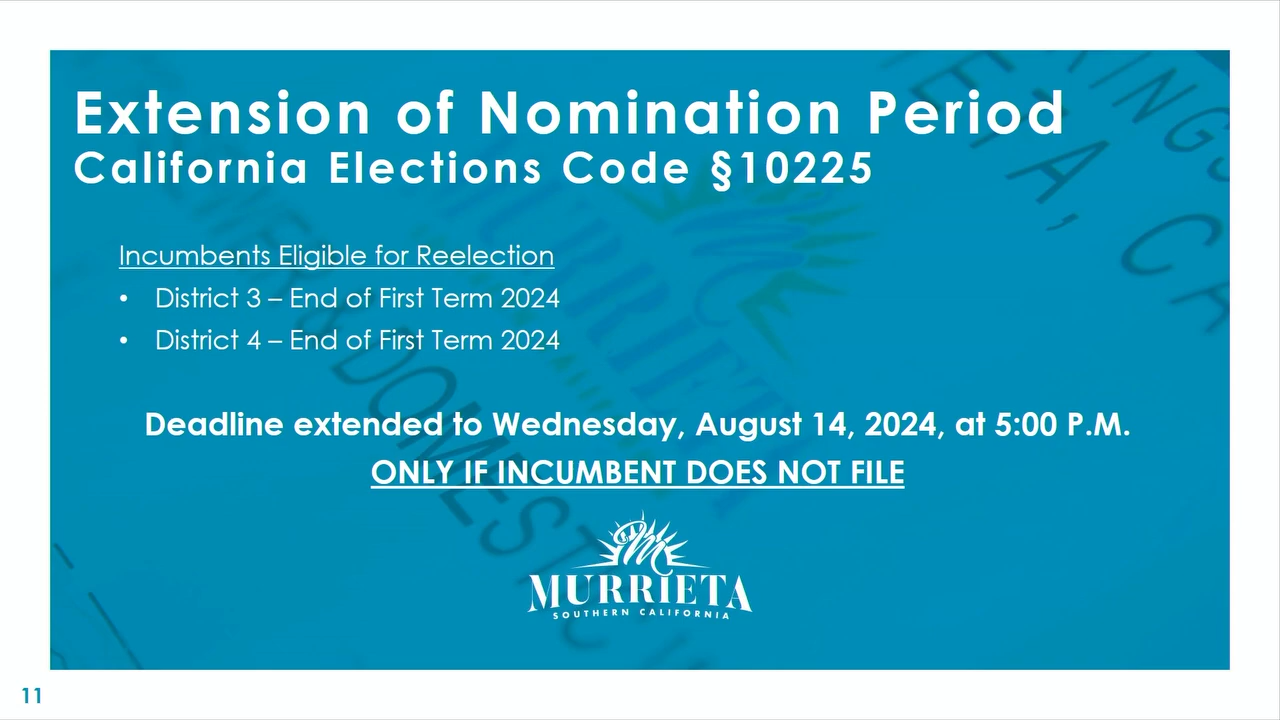 Extension of Nomination Period
California Elections Code §10225
Incumbents Eligible for Reelection
• District 3 – End of First Term 2024
• District 4 – End of First Term 2024
Deadline extended to Wednesday, August 14, 2024, at 5:00 P.M.
ONLY IF INCUMBENT DOES NOT FILE
M
MURRIETA
SOUTHERN CALIFORNIA
11